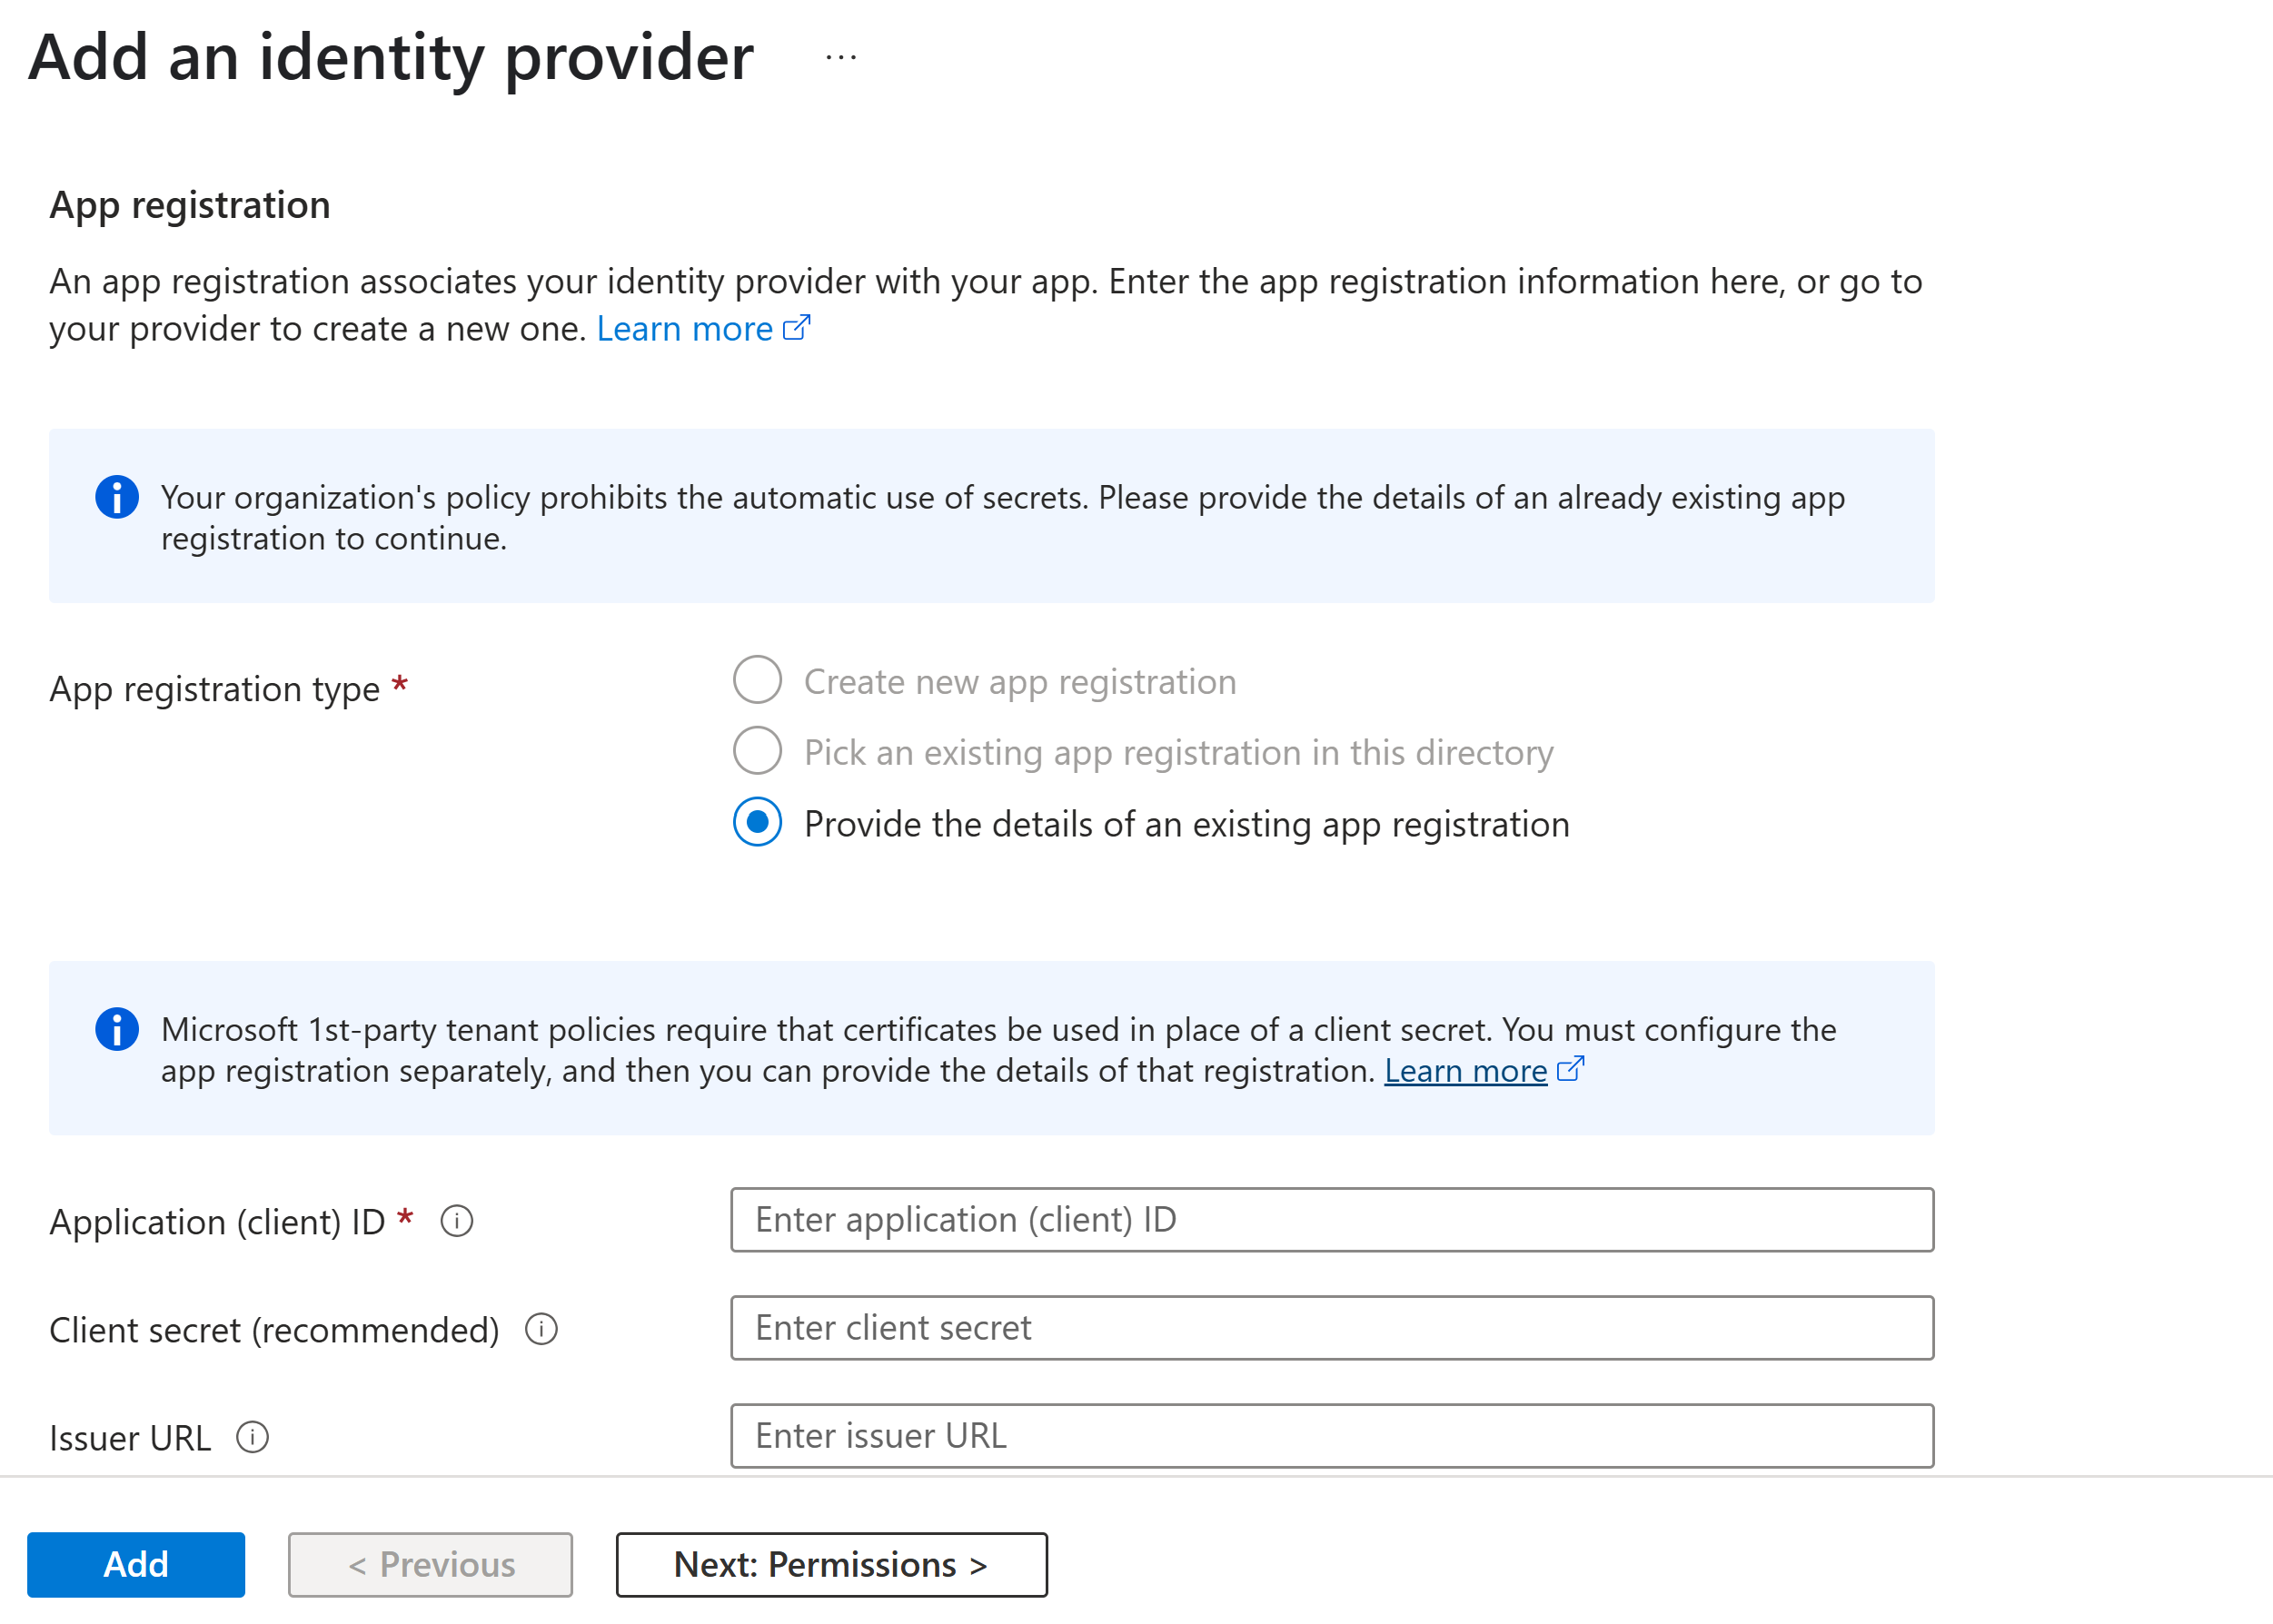 Add an identity provider ...
App registration
An app registration associates your identity provider with your app. Enter the app registration information here, or go to
your provider to create a new one. Learn more
Your organization's policy prohibits the automatic use of secrets. Please provide the details of an already existing app
registration to continue.
App registration type *
Create new app registration
Pick an existing app registration in this directory
Provide the details of an existing app registration
Microsoft 1st-party tenant policies require that certificates be used in place of a client secret. You must configure the
app registration separately, and then you can provide the details of that registration. Learn more
Application (client) ID *
Enter application (client) ID
Client secret (recommended)
Enter client secret
Issuer URL
Enter issuer URL
Add
< Previous
Next: Permissions >